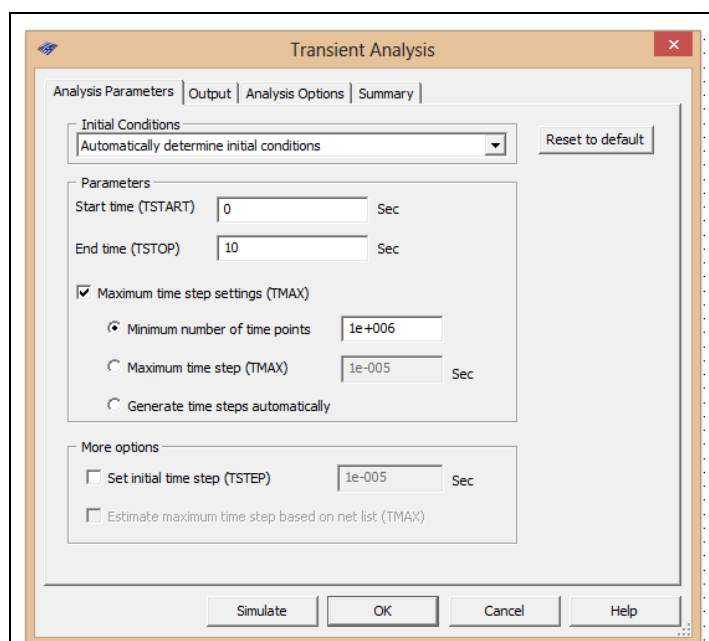 Transient Analysis
Analysis Parameters Output Analysis Options Summary
Initial Conditions
Automatically determine initial conditions
Reset to default
Parameters
Start time (TSTART) 0 Sec
End time (TSTOP) 10 Sec
Maximum time step settings (TMAX)
Minimum number of time points 1e+006
Maximum time step (TMAX) 1e-005 Sec
Generate time steps automatically
More options
Set initial time step (TSTEP) 1e-005 Sec
Estimate maximum time step based on net list (TMAX)
Simulate OK Cancel Help